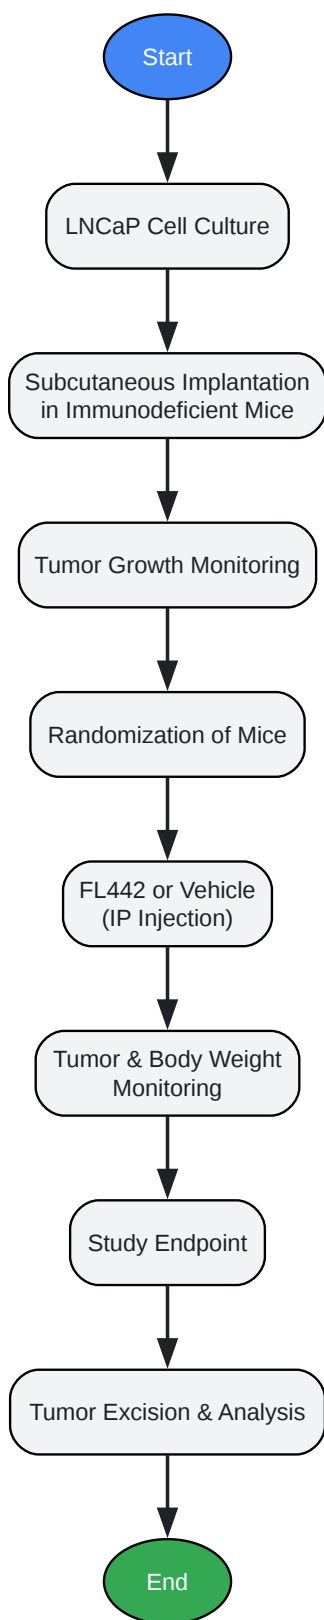 Start
LNCaP Cell Culture
Subcutaneous Implantation
in Immunodeficient Mice
Tumor Growth Monitoring
Randomization of Mice
FL442 or Vehicle
(IP Injection)
Tumor & Body Weight
Monitoring
Study Endpoint
Tumor Excision & Analysis
End